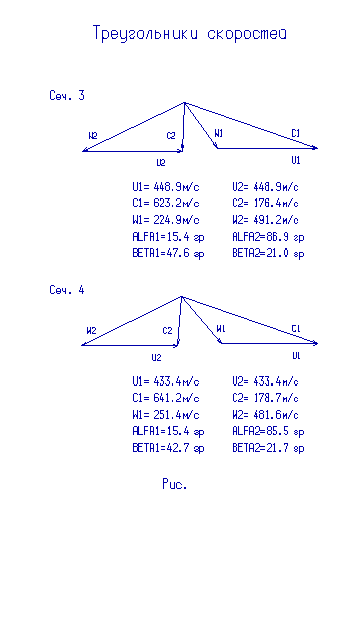 Треугольники скоростей
Сеч. 3
W2 C2 W1 C1
U2 U1
U1= 448.9м/с U2= 448.9м/с
C1= 623.2м/с C2= 176.4м/с
W1= 224.9м/с W2= 491.2м/с
ALFA1=15.4 гр ALFA2=86.9 гр
BETA1=47.6 гр BETA2=21.0 гр
Сеч. 4
W2 C2 W1 C1
U2 U1
U1= 433.4м/с U2= 433.4м/с
C1= 641.2м/с C2= 178.7м/с
W1= 251.4м/с W2= 481.6м/с
ALFA1=15.4 гр ALFA2=85.5 гр
BETA1=42.7 гр BETA2=21.7 гр
Рис.